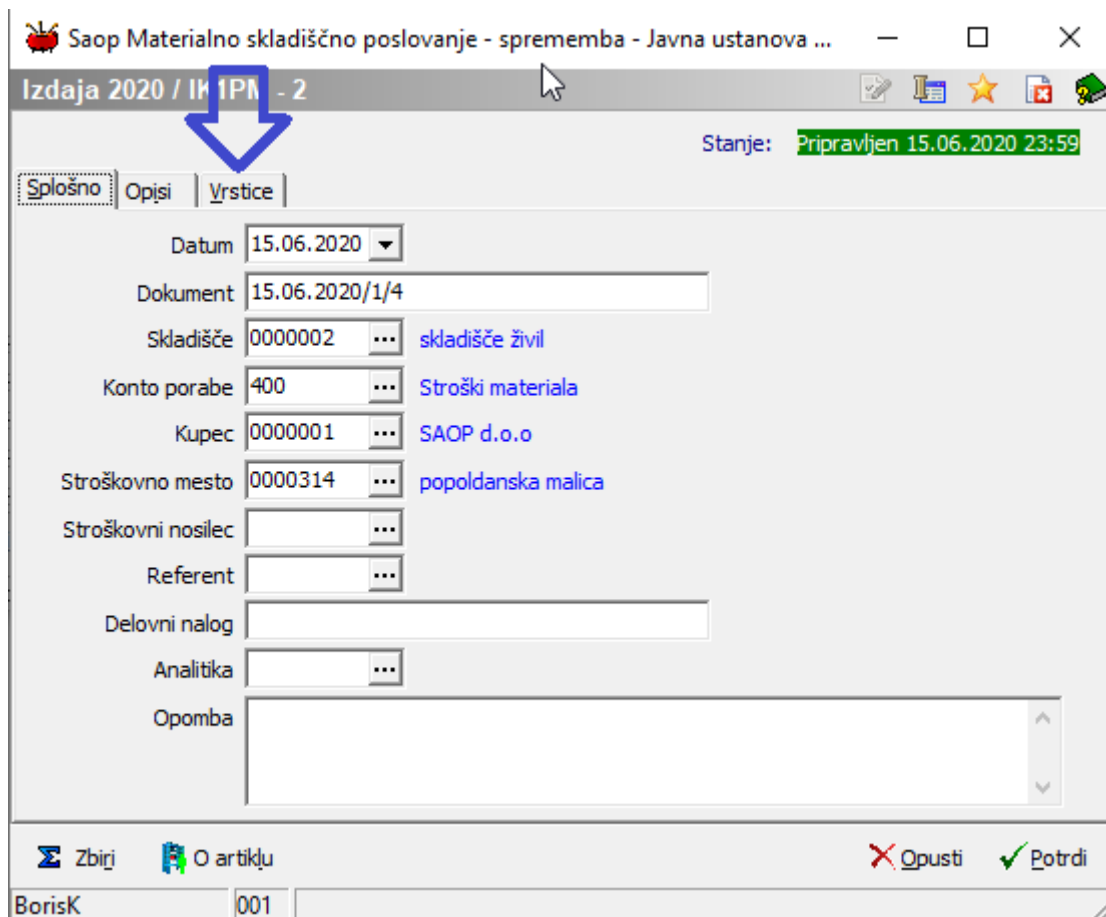 Saop Materialno skladiščno poslovanje - sprememba - Javna ustanova ...
Izdaja 2020 / IK1PM - 2
Stanje: Pripravljen 15.06.2020 23:59
Splošno Opisi Vrstice
Datum 15.06.2020
Dokument 15.06.2020/1/4
Skladišče 0000002 ... skladišče živil
Konto porabe 400 ... Stroški materiala
Kupec 0000001 ... SAOP d.o.o
Stroškovno mesto 0000314 ... popoldanska malica
Stroškovni nosilec ...
Referent ...
Delovni nalog
Analitika ...
Opomba
Zbiri O artiklu Opusti Potrdi
BorisK 001